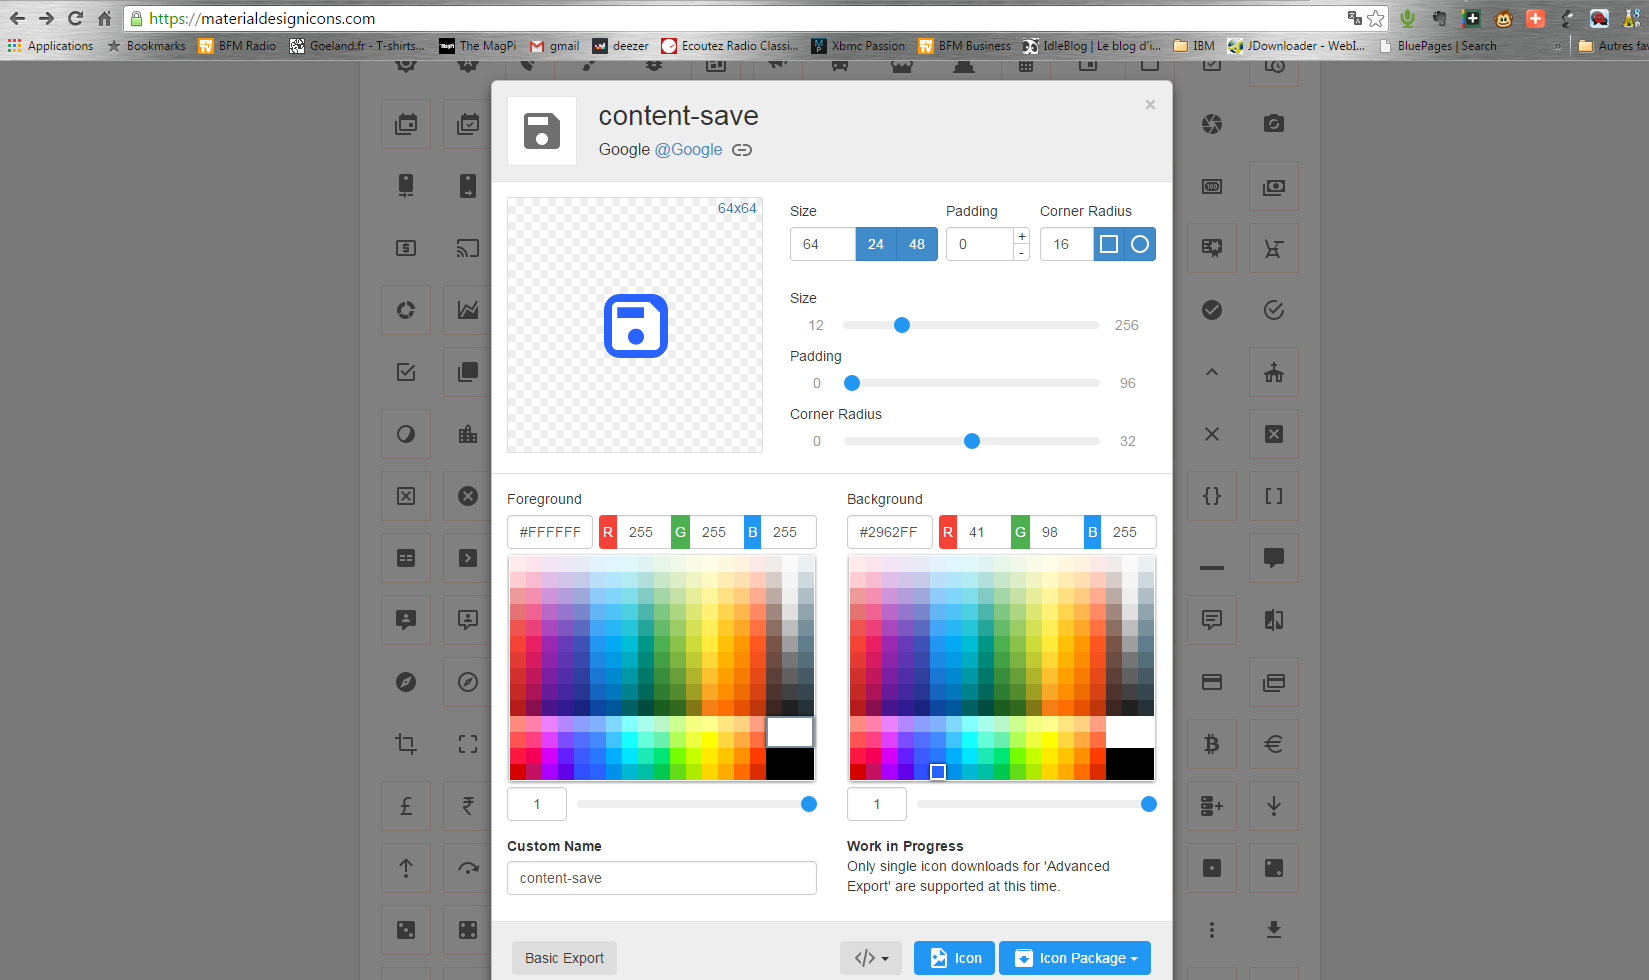 https://materialdesignicons.com
Applications Bookmarks BFM Radio Goeland.fr - T-shirts... The MagPi gmail deezer Ecoutez Radio Classi... Xbmc Passion BFM Business IdleBlog | Le blog d'i... IBM JDownloader - WebI... BluePages | Search » Autres fav
content-save ×
Google @Google
64x64
Size Padding Corner Radius
64 24 48 0 + - 16
Size
12 256
Padding
0 96
Corner Radius
0 32
Foreground Background
#FFFFFF R 255 G 255 B 255 #2962FF R 41 G 98 B 255
1 1
Custom Name Work in Progress
content-save Only single icon downloads for 'Advanced
Export' are supported at this time.
Basic Export </> Icon Icon Package